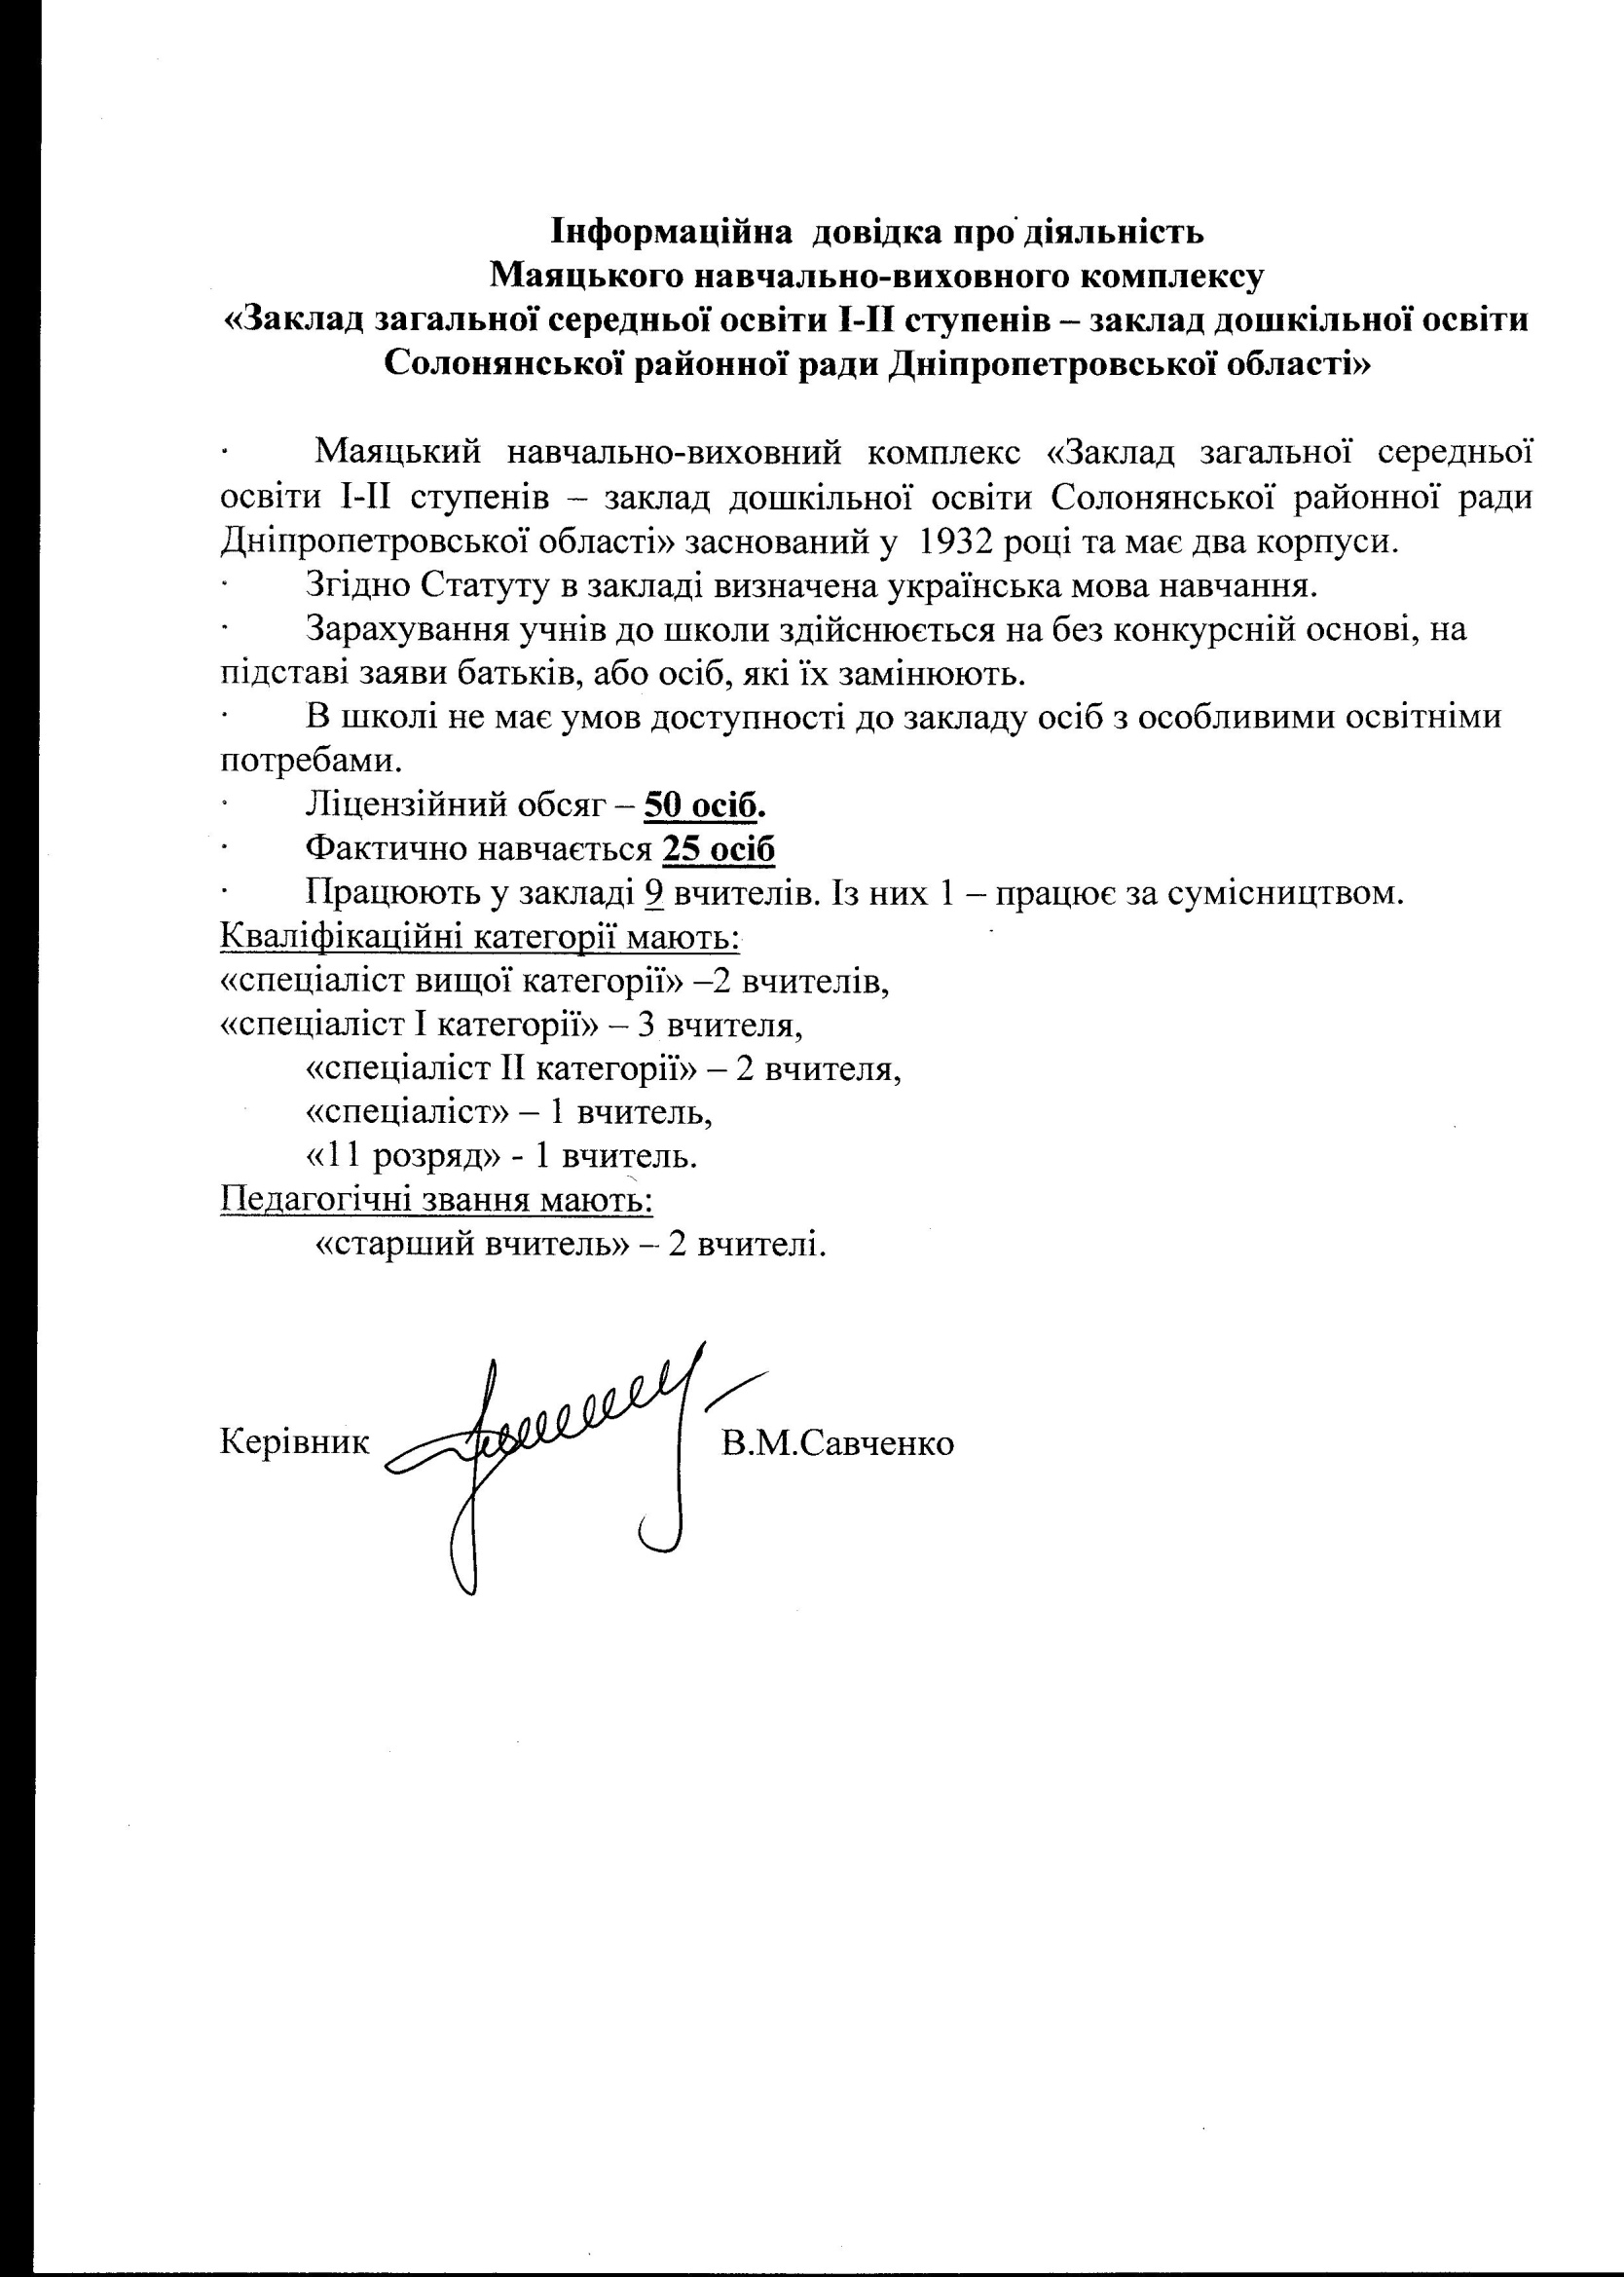 Інформаційна довідка про діяльність
Маяцького навчально-виховного комплексу
«Заклад загальної середньої освіти І-ІІ ступенів – заклад дошкільної освіти
Солонянської районної ради Дніпропетровської області»
· Маяцький навчально-виховний комплекс «Заклад загальної середньої
освіти І-ІІ ступенів – заклад дошкільної освіти Солонянської районної ради
Дніпропетровської області» заснований у 1932 році та має два корпуси.
· Згідно Статуту в закладі визначена українська мова навчання.
· Зарахування учнів до школи здійснюється на без конкурсній основі, на
підставі заяви батьків, або осіб, які їх замінюють.
· В школі не має умов доступності до закладу осіб з особливими освітніми
потребами.
· Ліцензійний обсяг – 50 осіб.
· Фактично навчається 25 осіб
· Працюють у закладі 9 вчителів. Із них 1 – працює за сумісництвом.
Кваліфікаційні категорії мають:
«спеціаліст вищої категорії» –2 вчителів,
«спеціаліст І категорії» – 3 вчителя,
«спеціаліст ІІ категорії» – 2 вчителя,
«спеціаліст» – 1 вчитель,
«11 розряд» - 1 вчитель.
Педагогічні звання мають:
«старший вчитель» – 2 вчителі.
Керівник В.М.Савченко